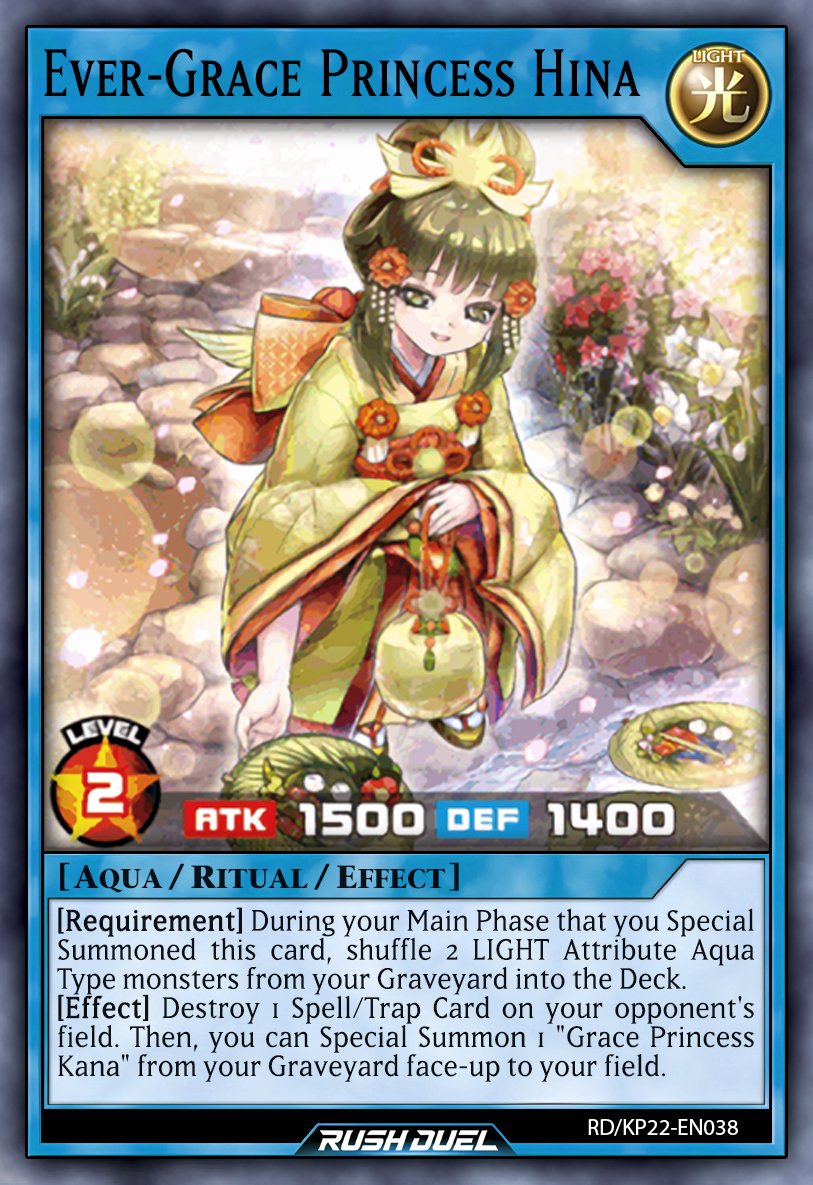 Ever-Grace Princess Hina
LIGHT
光
LEVEL
2
ATK 1500 DEF 1400
[Aqua / Ritual / Effect]
[Requirement] During your Main Phase that you Special
Summoned this card, shuffle 2 LIGHT Attribute Aqua
Type monsters from your Graveyard into the Deck.
[Effect] Destroy 1 Spell/Trap Card on your opponent's
field. Then, you can Special Summon 1 "Grace Princess
Kana" from your Graveyard face-up to your field.
RD/KP22-EN038
RUSH DUEL